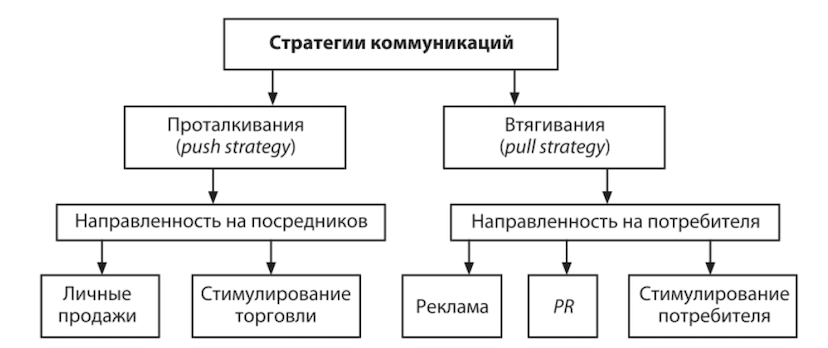 Стратегии коммуникаций
Проталкивания
(push strategy)
Втягивания
(pull strategy)
Направленность на посредников
Направленность на потребителя
Личные
продажи
Стимулирование
торговли
Реклама
PR
Стимулирование
потребителя